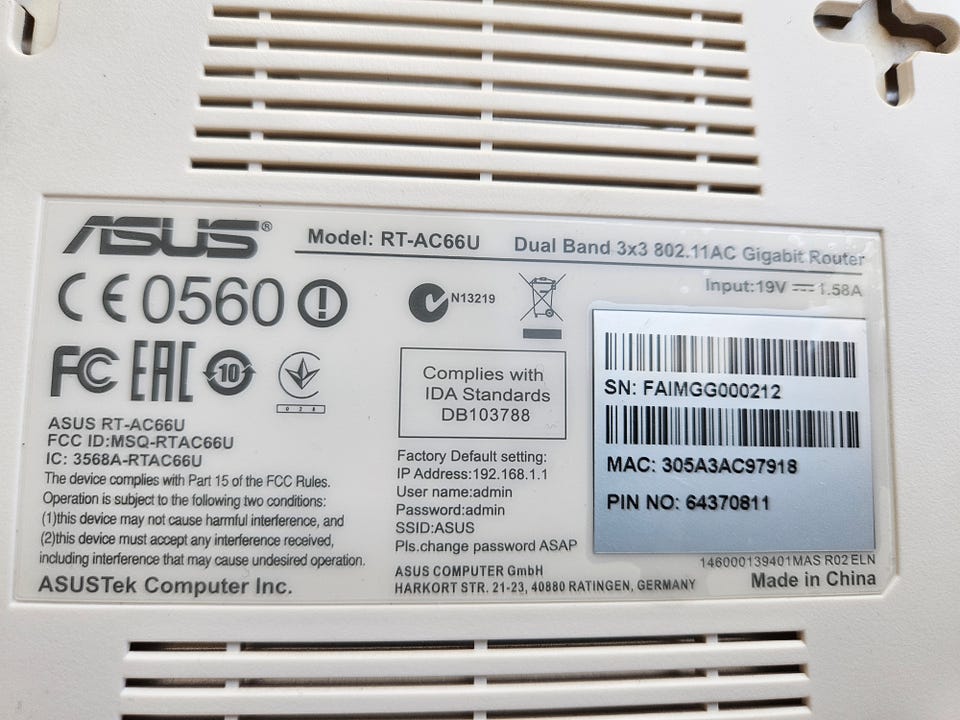 ASUS®
Model: RT-AC66U
Dual Band 3x3 802.11AC Gigabit Router
Input:19V 1.58A
CE0560
N13219
FCC EAC 10
028
Complies with
IDA Standards
DB103788
SN: FAIMGG000212
MAC: 305A3AC97918
PIN NO: 64370811
ASUS RT-AC66U
FCC ID:MSQ-RTAC66U
IC: 3568A-RTAC66U
The device complies with Part 15 of the FCC Rules.
Operation is subject to the following two conditions:
(1)this device may not cause harmful interference, and
(2)this device must accept any interference received,
including interference that may cause undesired operation.
ASUSTek Computer Inc.
Factory Default setting:
IP Address:192.168.1.1
User name:admin
Password:admin
SSID:ASUS
Pls.change password ASAP
ASUS COMPUTER GmbH
HARKORT STR. 21-23, 40880 RATINGEN, GERMANY
146000139401MAS R02 ELN
Made in China